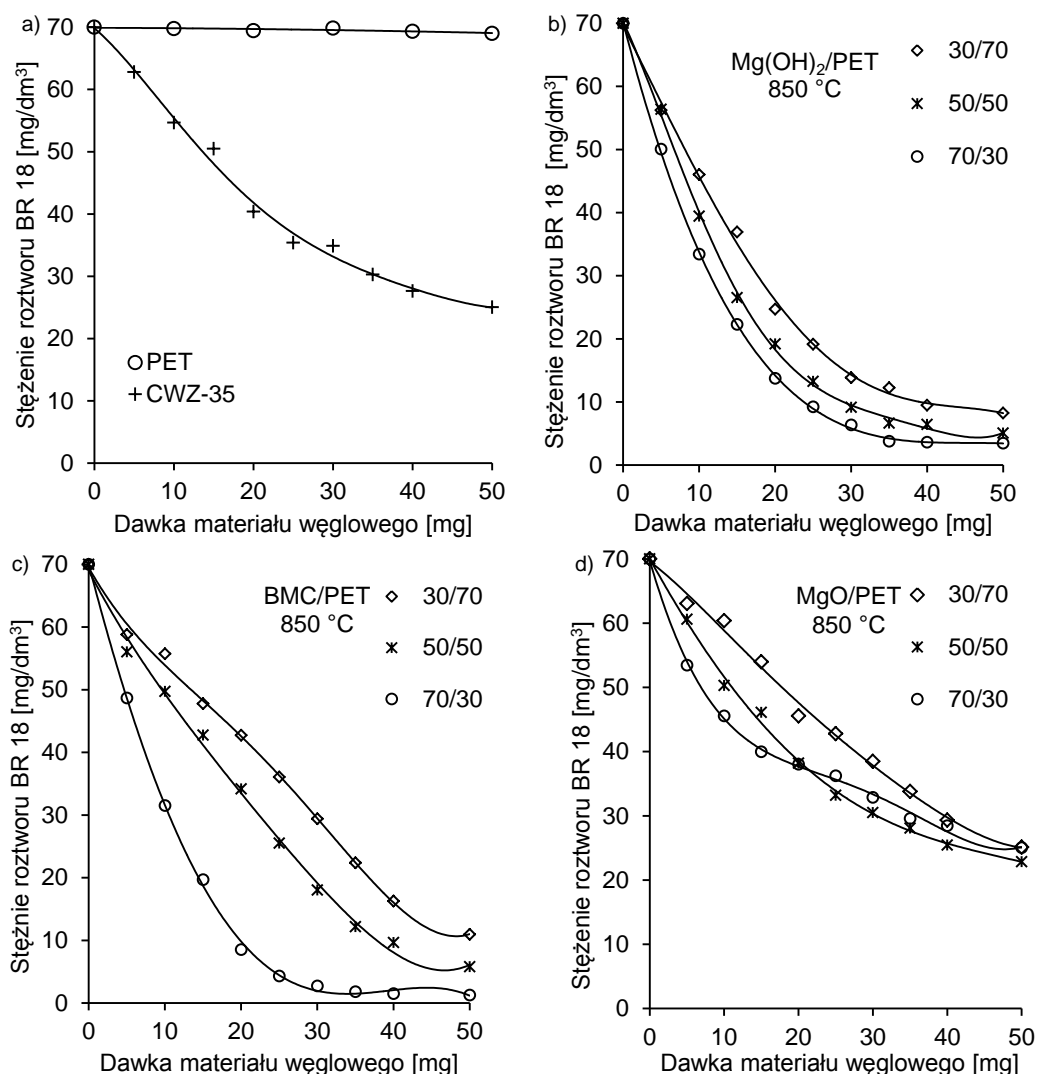 a)
Stężenie roztworu BR 18 [mg/dm³]
70
60
50
40
30
20
10
0
PET
CWZ-35
0 10 20 30 40 50
Dawka materiału węglowego [mg]
b)
Stężenie roztworu BR 18 [mg/dm³]
70
60
50
40
30
20
10
0
Mg(OH)₂/PET
850 °C
30/70
50/50
70/30
0 10 20 30 40 50
Dawka materiału węglowego [mg]
c)
Stężnie roztworu BR 18 [mg/dm³]
70
60
50
40
30
20
10
0
BMC/PET
850 °C
30/70
50/50
70/30
0 10 20 30 40 50
Dawka materiału węglowego [mg]
d)
Stężenie roztworu BR 18 [mg/dm³]
70
60
50
40
30
20
10
0
MgO/PET
850 °C
30/70
50/50
70/30
0 10 20 30 40 50
Dawka materiału węglowego [mg]